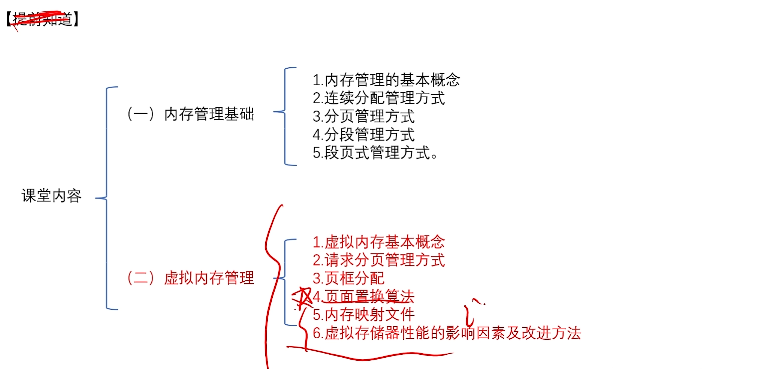 【提前知道】
课堂内容
（一）内存管理基础
1.内存管理的基本概念
2.连续分配管理方式
3.分页管理方式
4.分段管理方式
5.段页式管理方式。
（二）虚拟内存管理
1.虚拟内存基本概念
2.请求分页管理方式
3.页框分配
4.页面置换算法
5.内存映射文件
6.虚拟存储器性能的影响因素及改进方法